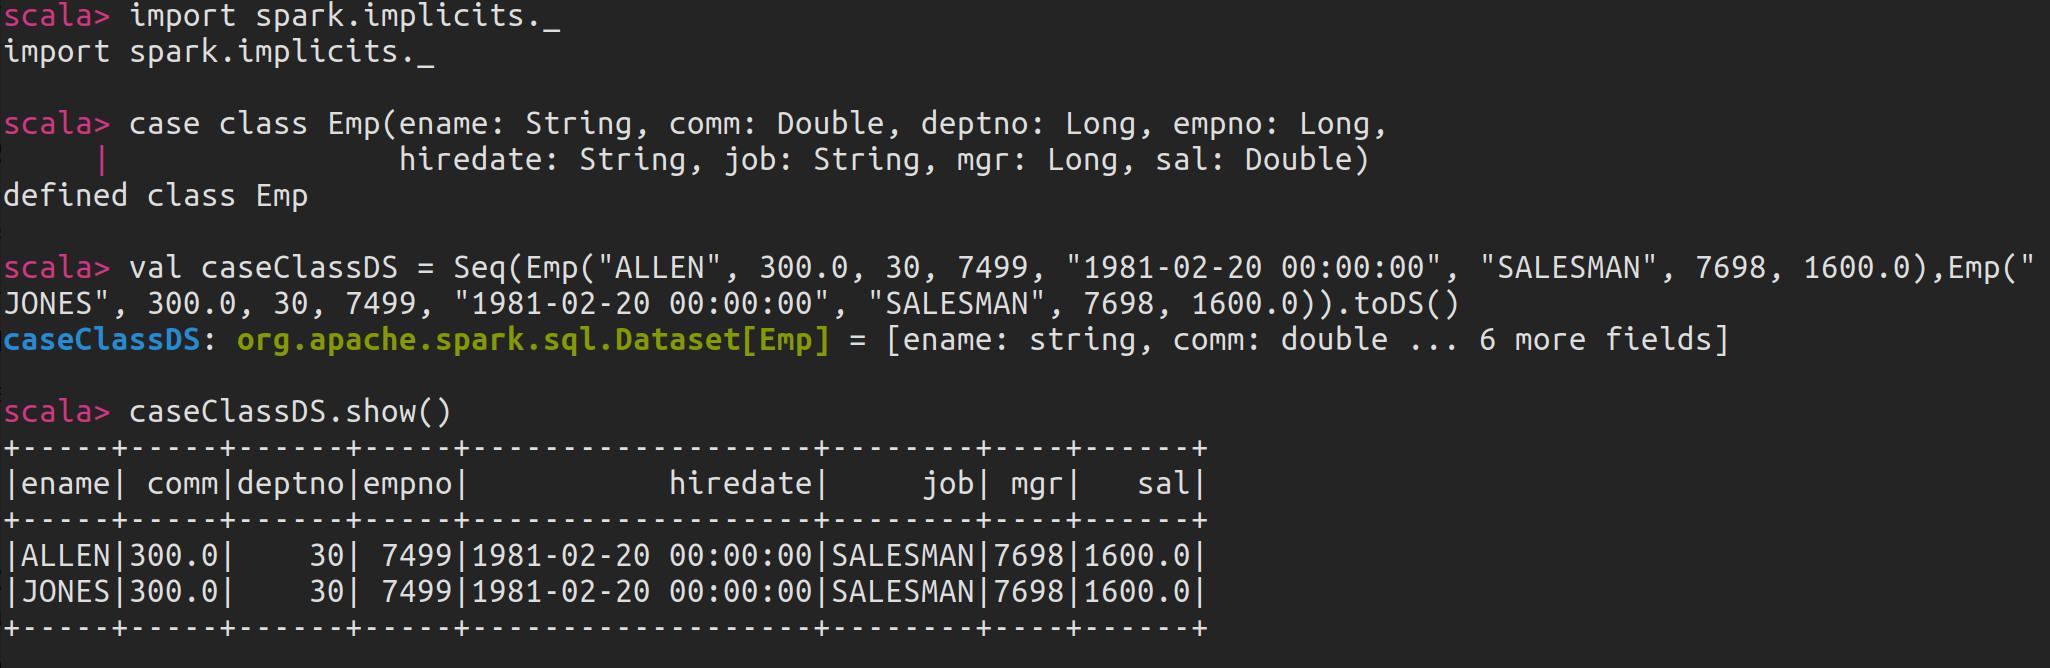 scala> import spark.implicits._
import spark.implicits._
scala> case class Emp(ename: String, comm: Double, deptno: Long, empno: Long,
     |                hiredate: String, job: String, mgr: Long, sal: Double)
defined class Emp
scala> val caseClassDS = Seq(Emp("ALLEN", 300.0, 30, 7499, "1981-02-20 00:00:00", "SALESMAN", 7698, 1600.0),Emp("
JONES", 300.0, 30, 7499, "1981-02-20 00:00:00", "SALESMAN", 7698, 1600.0)).toDS()
caseClassDS: org.apache.spark.sql.Dataset[Emp] = [ename: string, comm: double ... 6 more fields]
scala> caseClassDS.show()
+-----+-----+------+-----+-------------------+--------+----+------+
|ename| comm|deptno|empno|           hiredate|     job| mgr|   sal|
+-----+-----+------+-----+-------------------+--------+----+------+
|ALLEN|300.0|    30| 7499|1981-02-20 00:00:00|SALESMAN|7698|1600.0|
|JONES|300.0|    30| 7499|1981-02-20 00:00:00|SALESMAN|7698|1600.0|
+-----+-----+------+-----+-------------------+--------+----+------+